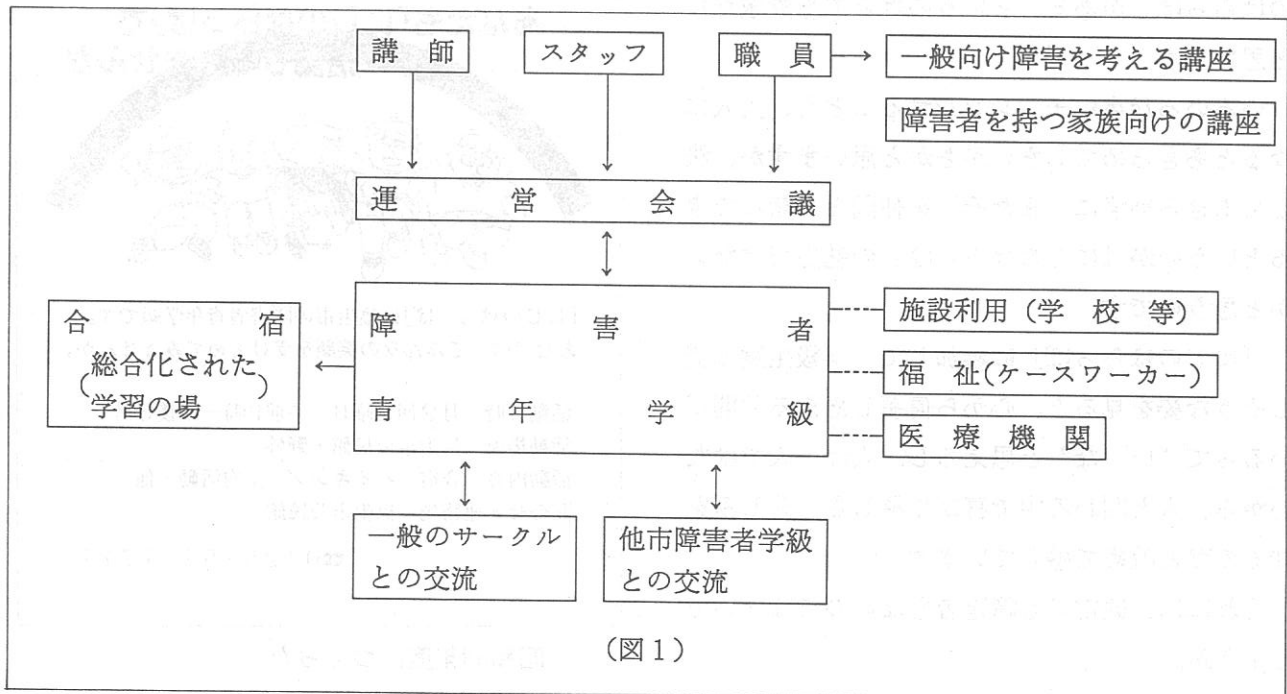 講師
スタッフ
職員
一般向け障害を考える講座
障害者を持つ家族向けの講座
運営会議
合宿
(総合化された
学習の場)
障害者
青年学級
施設利用(学校等)
福祉(ケースワーカー)
医療機関
一般のサークル
との交流
他市障害者学級
との交流
(図1)